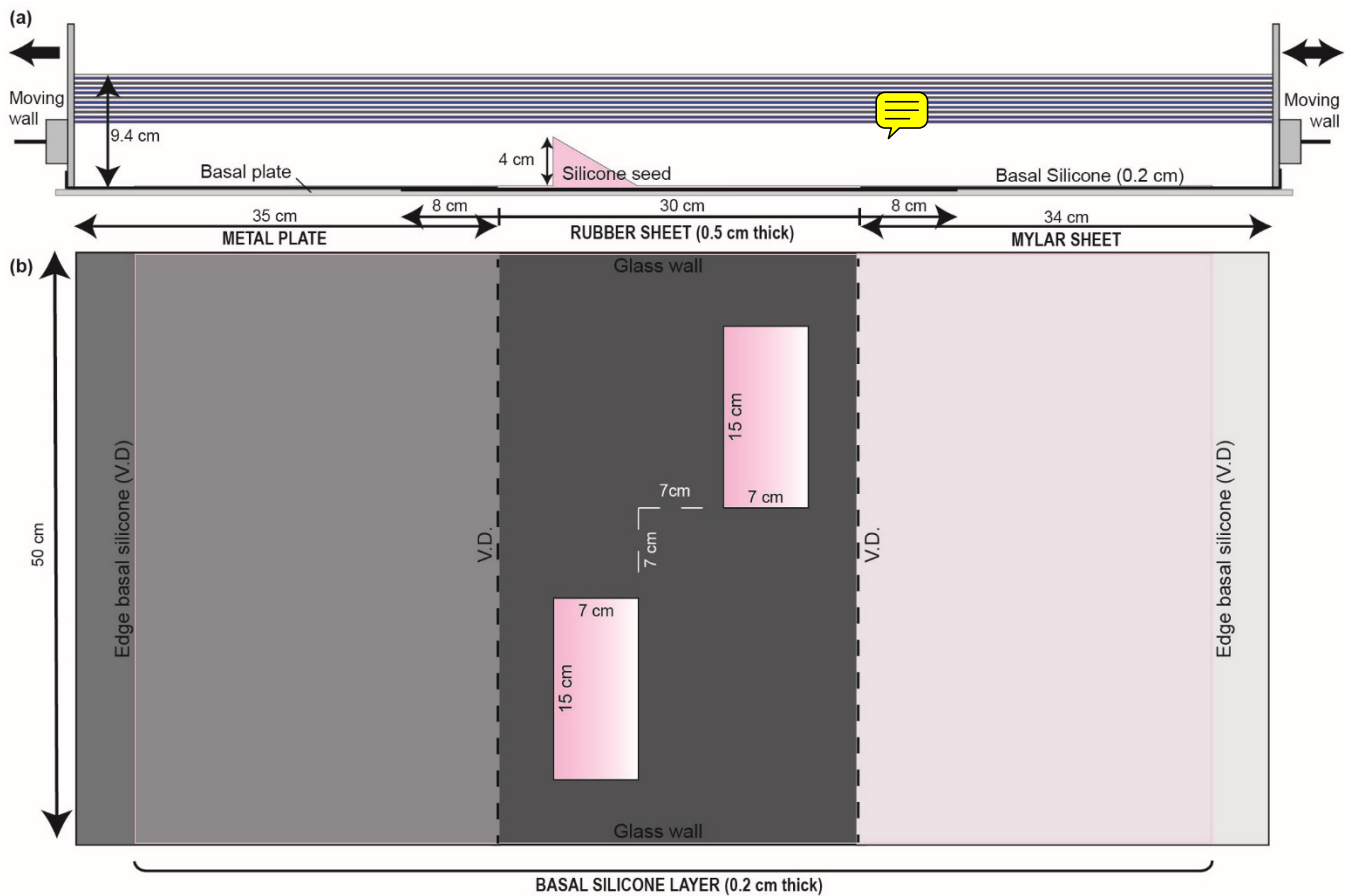 (a)
Moving
wall
9.4 cm
4 cm
Silicone seed
Moving
wall
Basal plate
Basal Silicone (0.2 cm)
35 cm
8 cm
30 cm
8 cm
34 cm
METAL PLATE
RUBBER SHEET (0.5 cm thick)
MYLAR SHEET
(b)
Glass wall
50 cm
Edge basal silicone (V.D)
V.D.
15 cm
7 cm
7cm
7 cm
7 cm
15 cm
V.D.
Edge basal silicone (V.D)
Glass wall
BASAL SILICONE LAYER (0.2 cm thick)